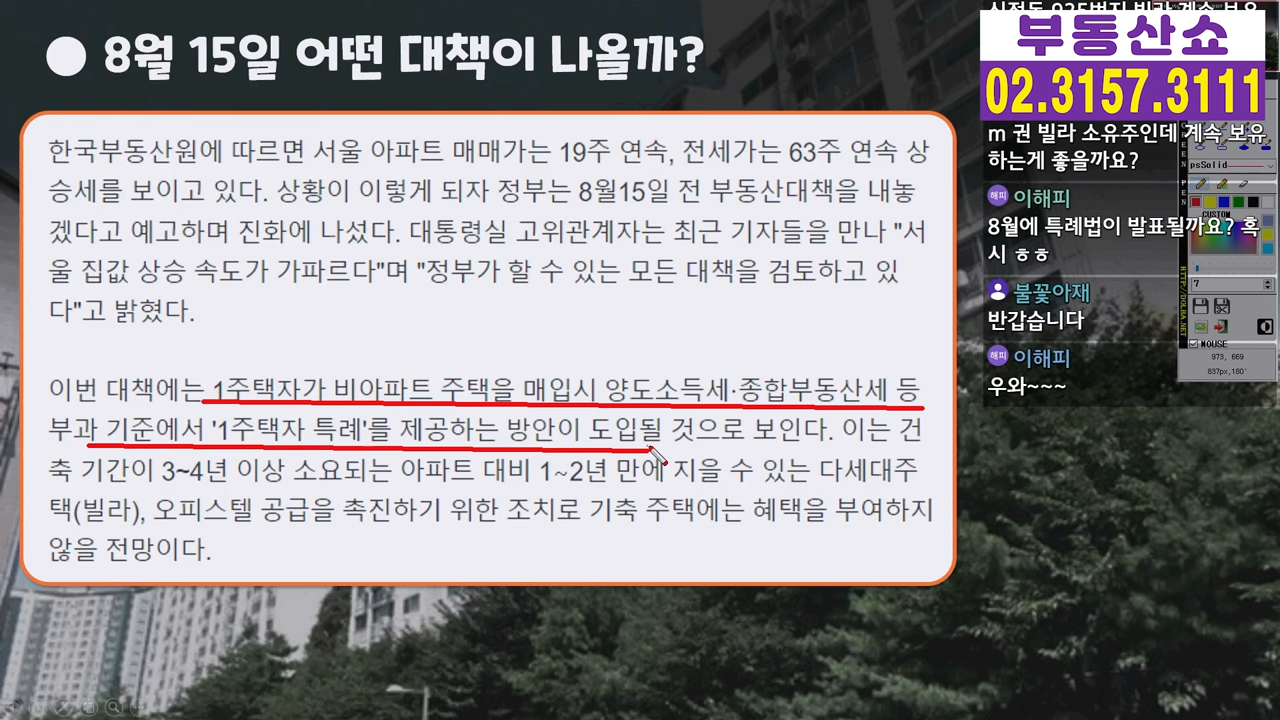 ● 8월 15일 어떤 대책이 나올까?
한국부동산원에 따르면 서울 아파트 매매가는 19주 연속, 전세가는 63주 연속 상
승세를 보이고 있다. 상황이 이렇게 되자 정부는 8월15일 전 부동산대책을 내놓
겠다고 예고하며 진화에 나섰다. 대통령실 고위관계자는 최근 기자들을 만나 "서
울 집값 상승 속도가 가파르다"며 "정부가 할 수 있는 모든 대책을 검토하고 있
다"고 밝혔다.
이번 대책에는 1주택자가 비아파트 주택을 매입시 양도소득세·종합부동산세 등
부과 기준에서 '1주택자 특례'를 제공하는 방안이 도입될 것으로 보인다. 이는 건
축 기간이 3~4년 이상 소요되는 아파트 대비 1~2년 만에 지을 수 있는 다세대주
택(빌라), 오피스텔 공급을 촉진하기 위한 조치로 기축 주택에는 혜택을 부여하지
않을 전망이다.
부동산쇼
02.3157.3111
m 권 빌라 소유주인데 계속 보유
하는게 좋을까요?
해피 이해피
8월에 특례법이 발표될까요? 혹
시 ㅎㅎ
불꽃아재
반갑습니다
해피 이해피
우와~~~
psSolid
CUSTOM
7
MOUSE
973, 669
837px,180'
HTTP://DOLBA.NET